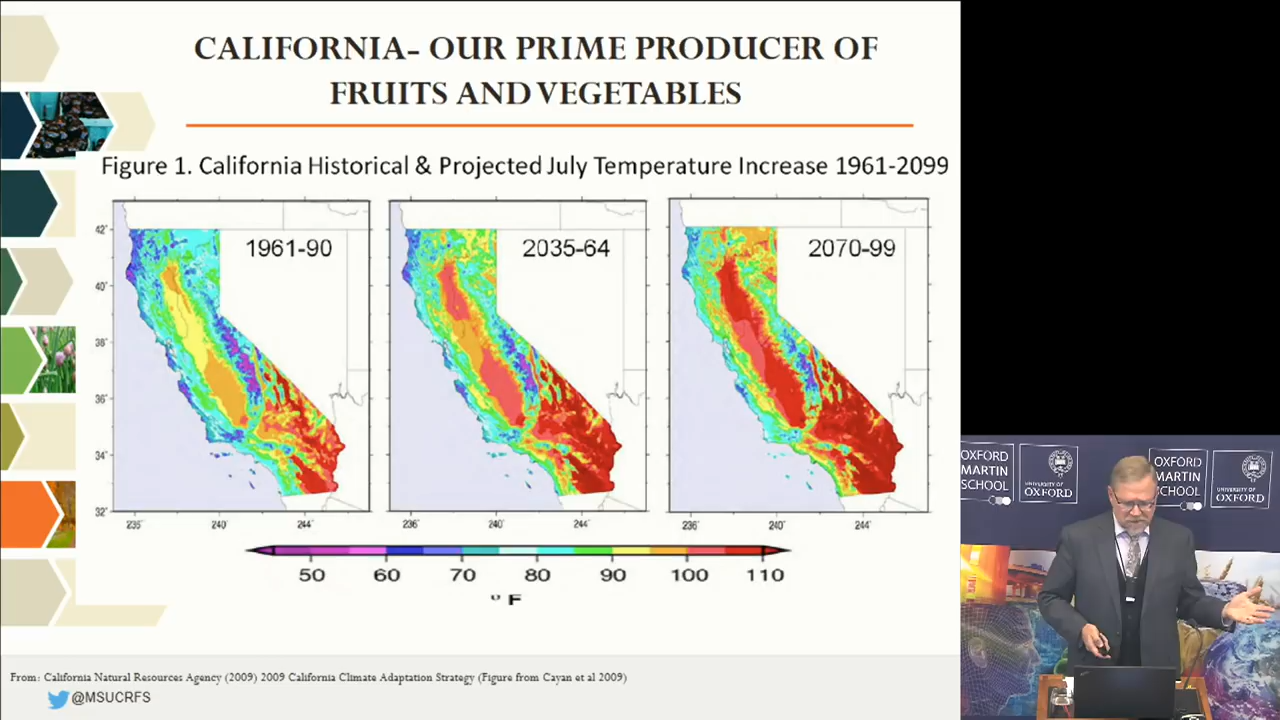 CALIFORNIA- OUR PRIME PRODUCER OF
FRUITS AND VEGETABLES
Figure 1. California Historical & Projected July Temperature Increase 1961-2099
1961-90
2035-64
2070-99
42°
40°
38°
36°
34°
32°
235° 240° 244°
236° 240° 244°
236° 240° 244°
50 60 70 80 90 100 110
° F
From: California Natural Resources Agency (2009) 2009 California Climate Adaptation Strategy (Figure from Cayan et al 2009)
@MSUCRFS
OXFORD
MARTIN
SCHOOL
UNIVERSITY OF
OXFORD
OXFORD
MARTIN
SCHOOL
UNIVERSITY OF
OXFORD